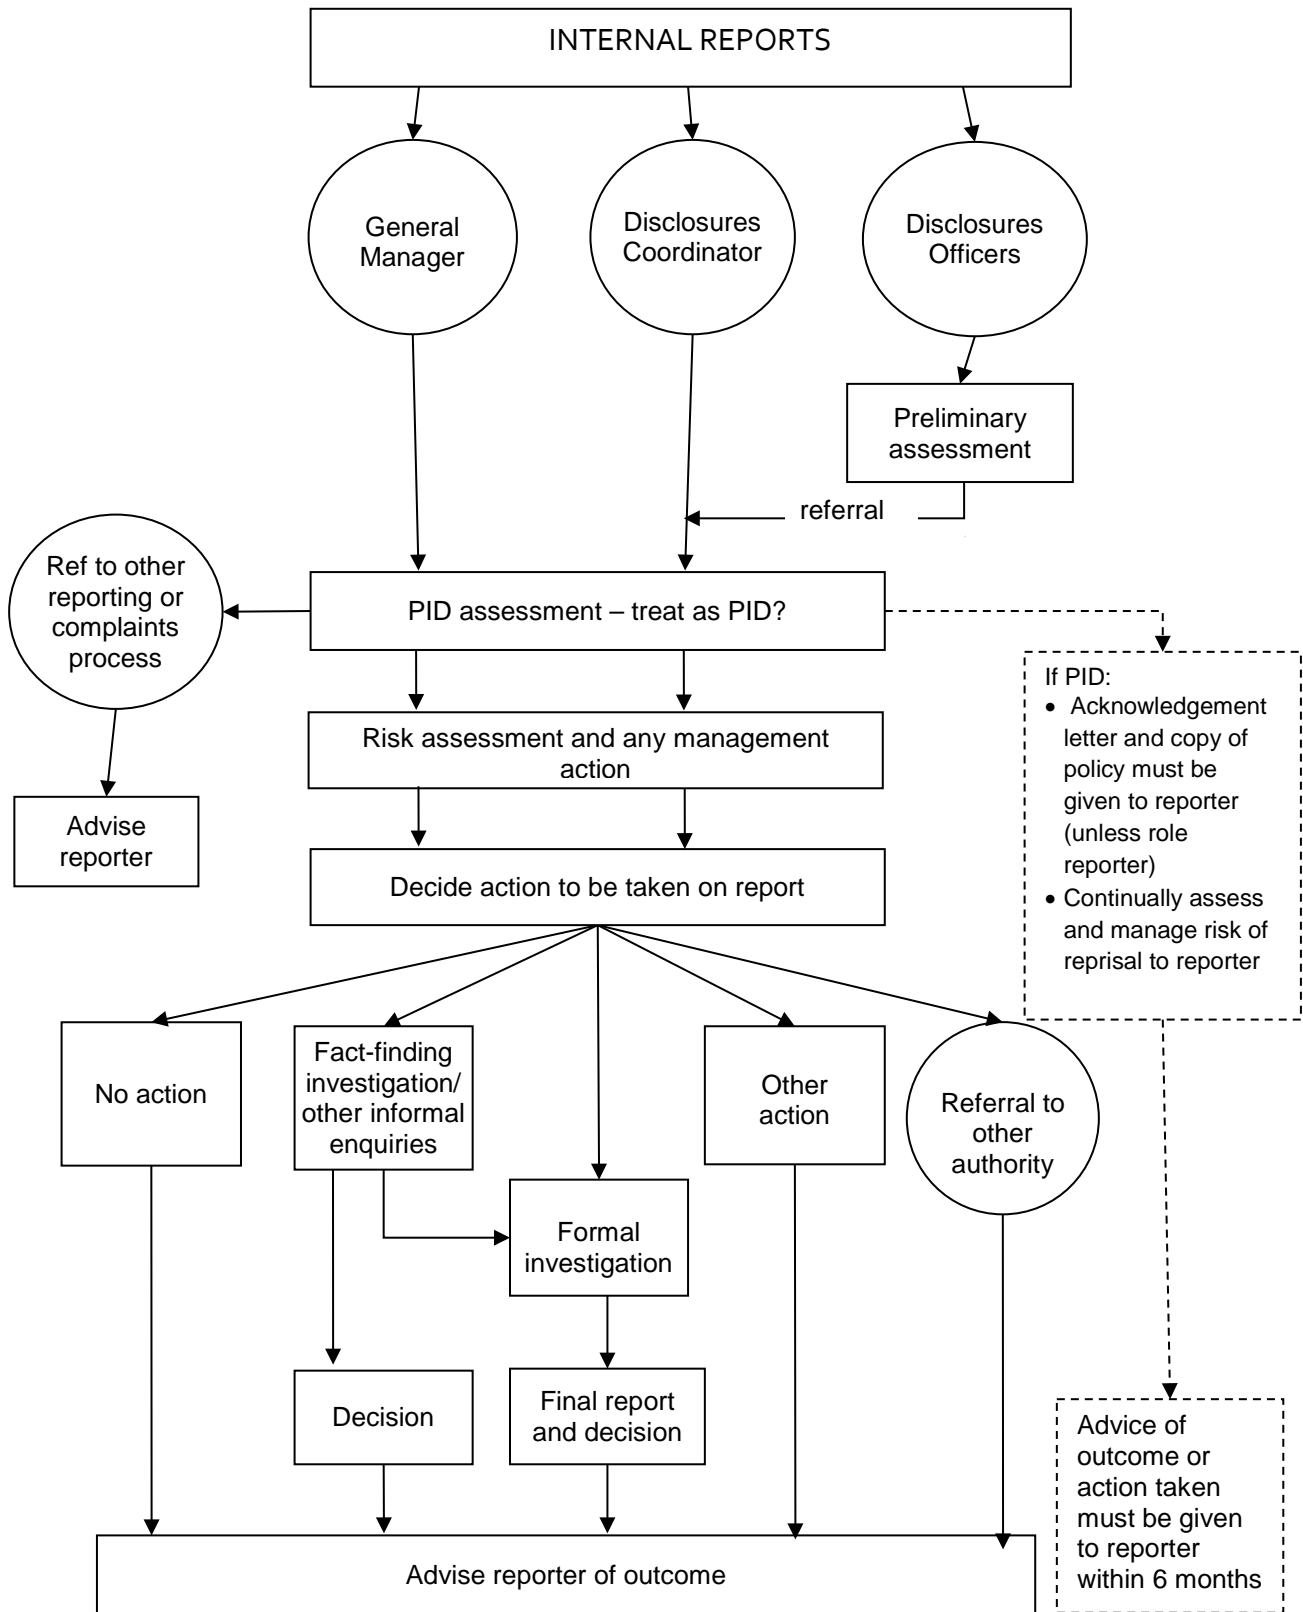 INTERNAL REPORTS
General
Manager
Disclosures
Coordinator
Disclosures
Officers
Preliminary
assessment
referral
Ref to other
reporting or
complaints
process
PID assessment – treat as PID?
If PID:
• Acknowledgement
letter and copy of
policy must be
given to reporter
(unless role
reporter)
• Continually assess
and manage risk of
reprisal to reporter
Risk assessment and any management
action
Advise
reporter
Decide action to be taken on report
No action
Fact-finding
investigation/
other informal
enquiries
Other
action
Referral to
other
authority
Formal
investigation
Decision
Final report
and decision
Advice of
outcome or
action taken
must be given
to reporter
within 6 months
Advise reporter of outcome